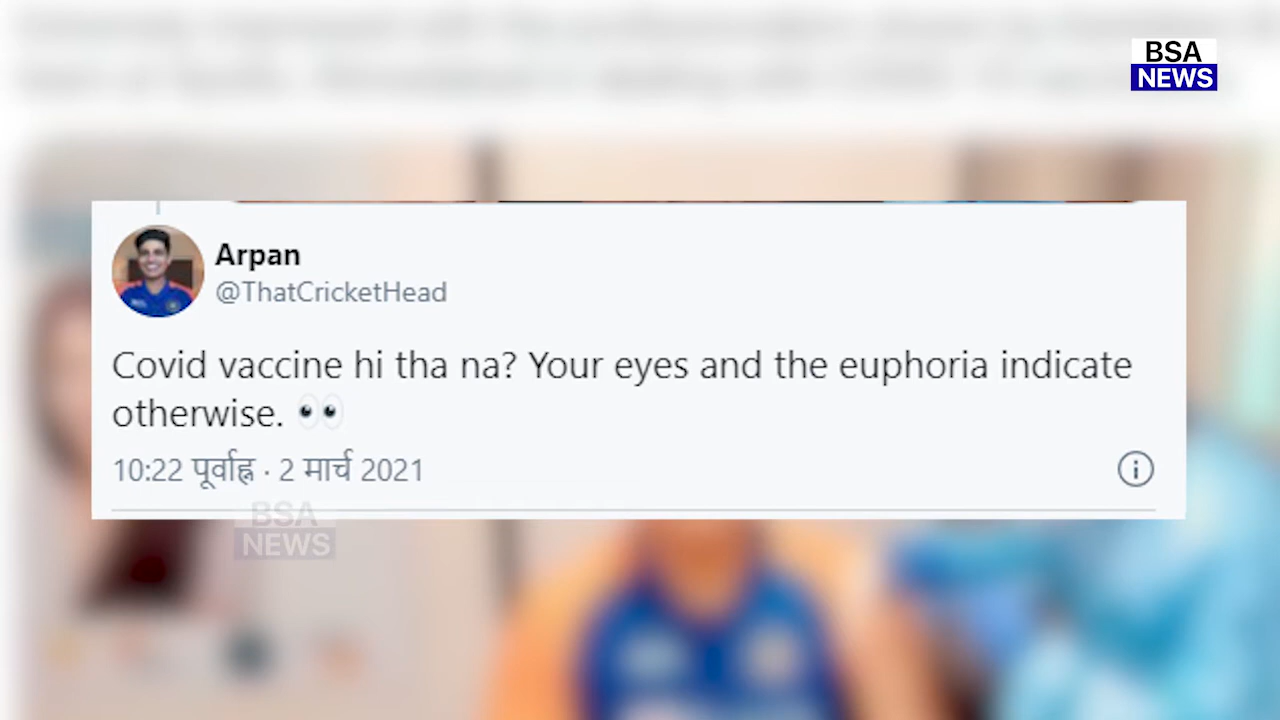 BSA
NEWS
Arpan
@ThatCricketHead
Covid vaccine hi tha na? Your eyes and the euphoria indicate
otherwise. 👀
10:22 पूर्वाह्न · 2 मार्च 2021
BSA
NEWS